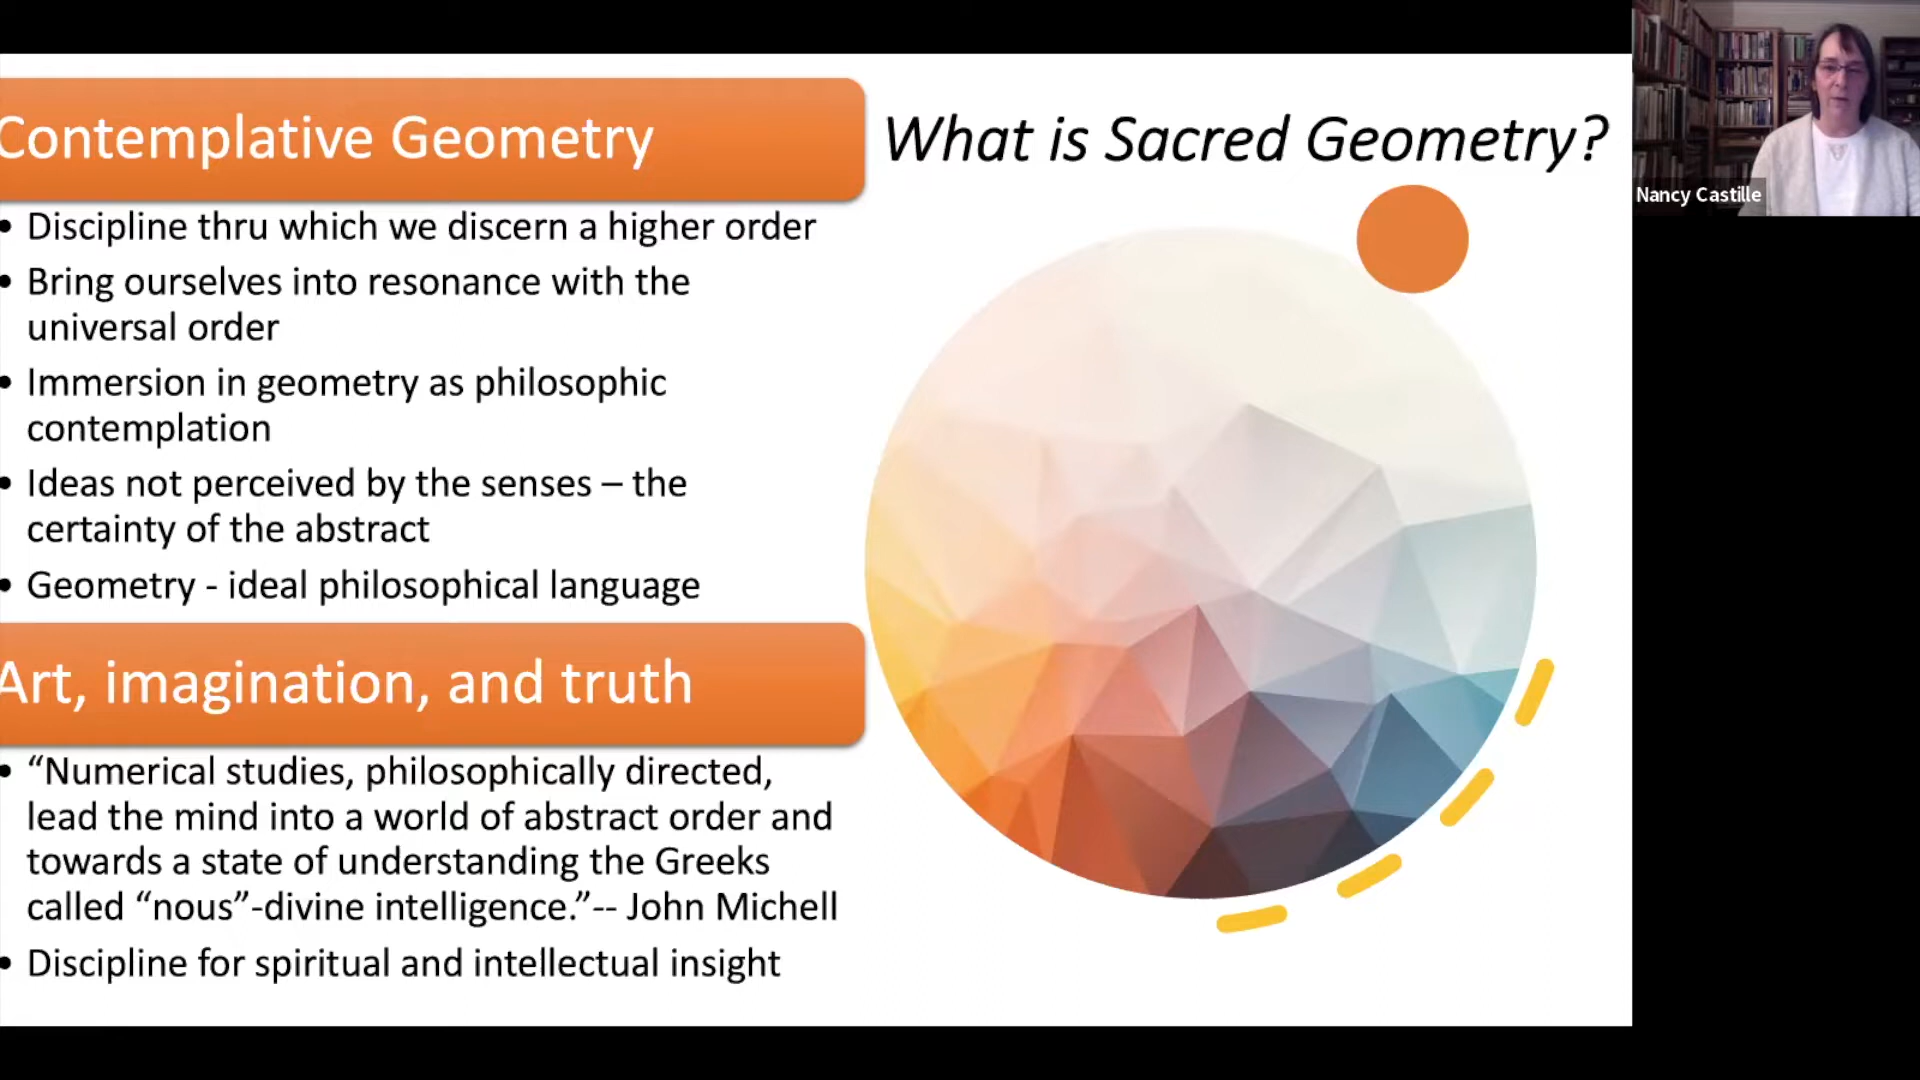 Contemplative Geometry
• Discipline thru which we discern a higher order
• Bring ourselves into resonance with the
universal order
• Immersion in geometry as philosophic
contemplation
• Ideas not perceived by the senses – the
certainty of the abstract
• Geometry - ideal philosophical language
Art, imagination, and truth
• “Numerical studies, philosophically directed,
lead the mind into a world of abstract order and
towards a state of understanding the Greeks
called “nous”-divine intelligence.”-- John Michell
• Discipline for spiritual and intellectual insight
What is Sacred Geometry?
Nancy Castille